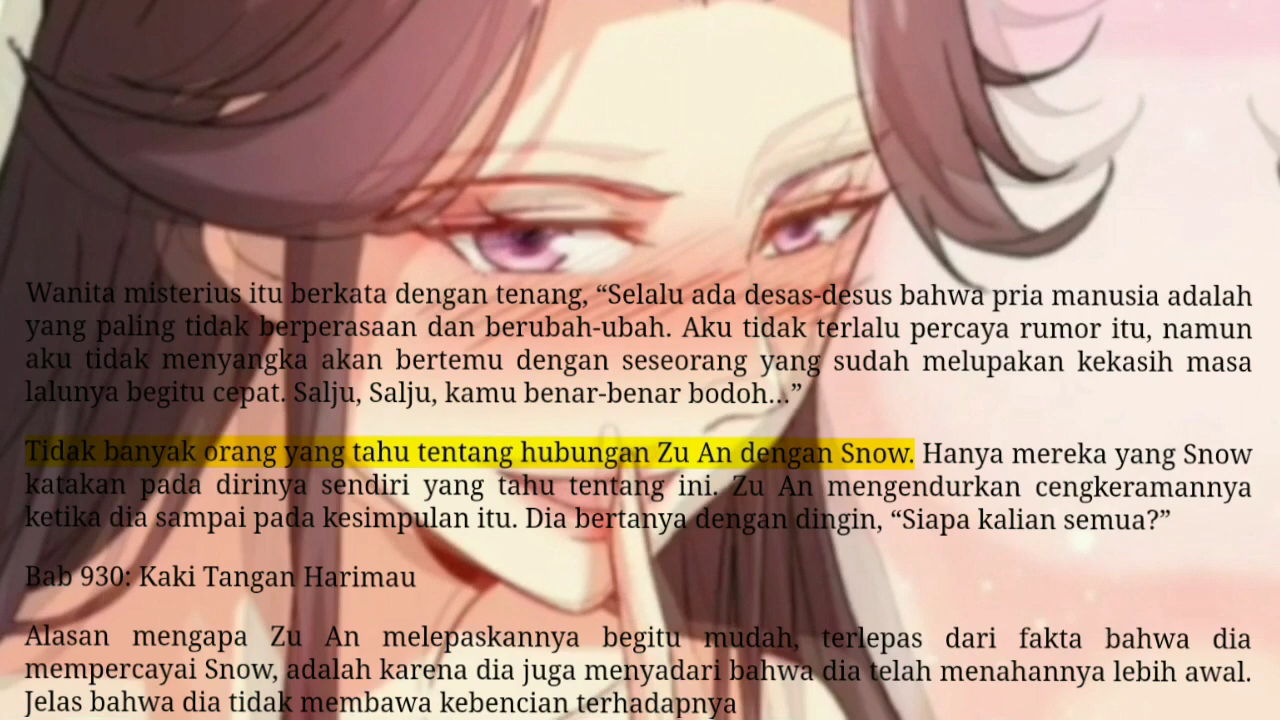 Wanita misterius itu berkata dengan tenang, “Selalu ada desas-desus bahwa pria manusia adalah
yang paling tidak berperasaan dan berubah-ubah. Aku tidak terlalu percaya rumor itu, namun
aku tidak menyangka akan bertemu dengan seseorang yang sudah melupakan kekasih masa
lalunya begitu cepat. Salju, Salju, kamu benar-benar bodoh...”
Tidak banyak orang yang tahu tentang hubungan Zu An dengan Snow. Hanya mereka yang Snow
katakan pada dirinya sendiri yang tahu tentang ini. Zu An mengendurkan cengkeramannya
ketika dia sampai pada kesimpulan itu. Dia bertanya dengan dingin, “Siapa kalian semua?”
Bab 930: Kaki Tangan Harimau
Alasan mengapa Zu An melepaskannya begitu mudah, terlepas dari fakta bahwa dia
mempercayai Snow, adalah karena dia juga menyadari bahwa dia telah menahannya lebih awal.
Jelas bahwa dia tidak membawa kebencian terhadapnya